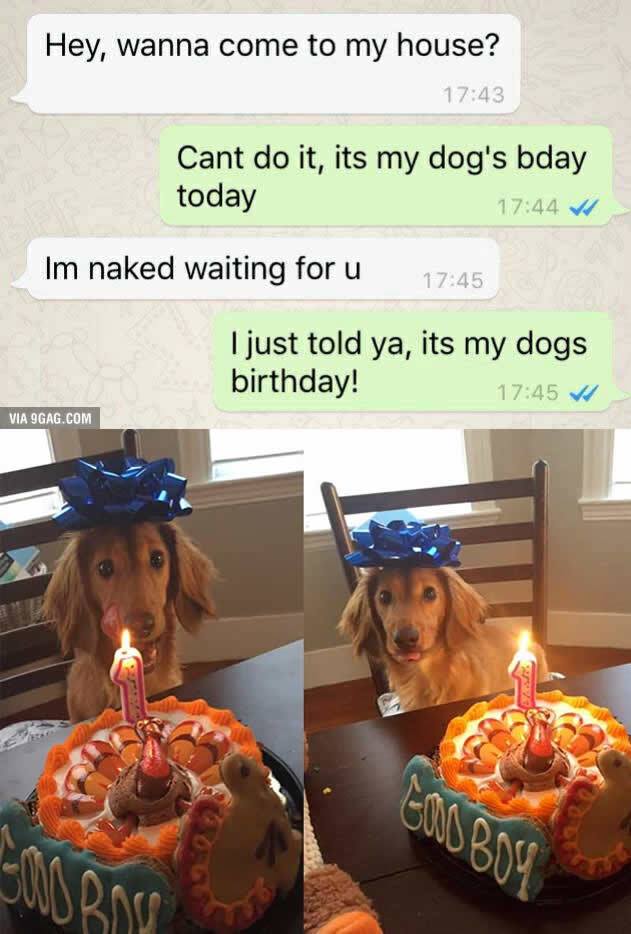 Hey, wanna come to my house?
17:43
Cant do it, its my dog's bday
today
17:44
Im naked waiting for u
17:45
I just told ya, its my dogs
birthday!
17:45
VIA 9GAG.COM
1
GOOD BOY
1
GOOD BOY